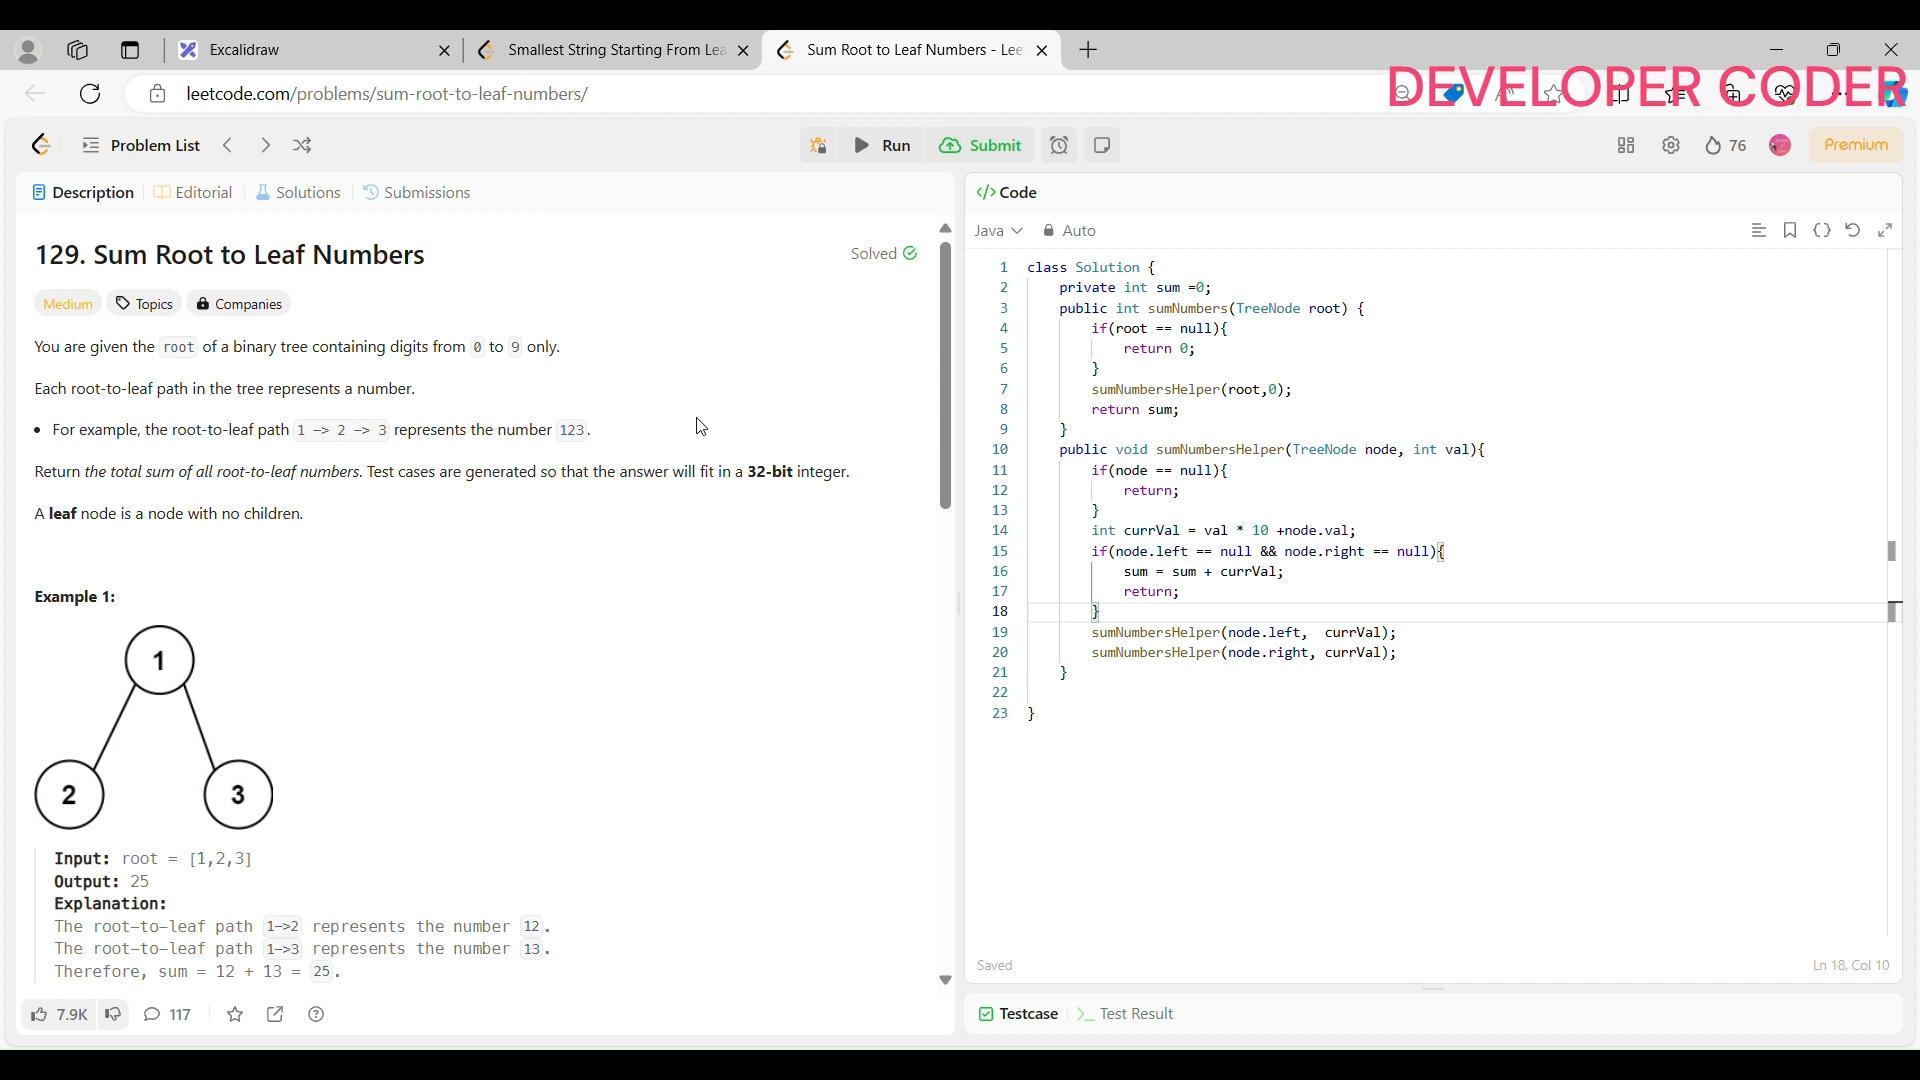 Excalidraw
Smallest String Starting From Lea
Sum Root to Leaf Numbers - Lee
leetcode.com/problems/sum-root-to-leaf-numbers/
DEVELOPER CODER
Problem List
Run
Submit
76
Premium
Description
Editorial
Solutions
Submissions
</> Code
Java
Auto
129. Sum Root to Leaf Numbers
Solved
Medium
Topics
Companies
You are given the root of a binary tree containing digits from 0 to 9 only.
Each root-to-leaf path in the tree represents a number.
• For example, the root-to-leaf path 1 -> 2 -> 3 represents the number 123.
Return the total sum of all root-to-leaf numbers. Test cases are generated so that the answer will fit in a 32-bit integer.
A leaf node is a node with no children.
Example 1:
1
2
3
Input: root = [1,2,3]
Output: 25
Explanation:
The root-to-leaf path 1->2 represents the number 12.
The root-to-leaf path 1->3 represents the number 13.
Therefore, sum = 12 + 13 = 25.
7.9K
117
1 class Solution {
2 private int sum =0;
3 public int sumNumbers(TreeNode root) {
4 if(root == null){
5 return 0;
6 }
7 sumNumbersHelper(root,0);
8 return sum;
9 }
10 public void sumNumbersHelper(TreeNode node, int val){
11 if(node == null){
12 return;
13 }
14 int currVal = val * 10 +node.val;
15 if(node.left == null && node.right == null){
16 sum = sum + currVal;
17 return;
18 }
19 sumNumbersHelper(node.left, currVal);
20 sumNumbersHelper(node.right, currVal);
21 }
22
23 }
Saved
Ln 18, Col 10
Testcase
Test Result